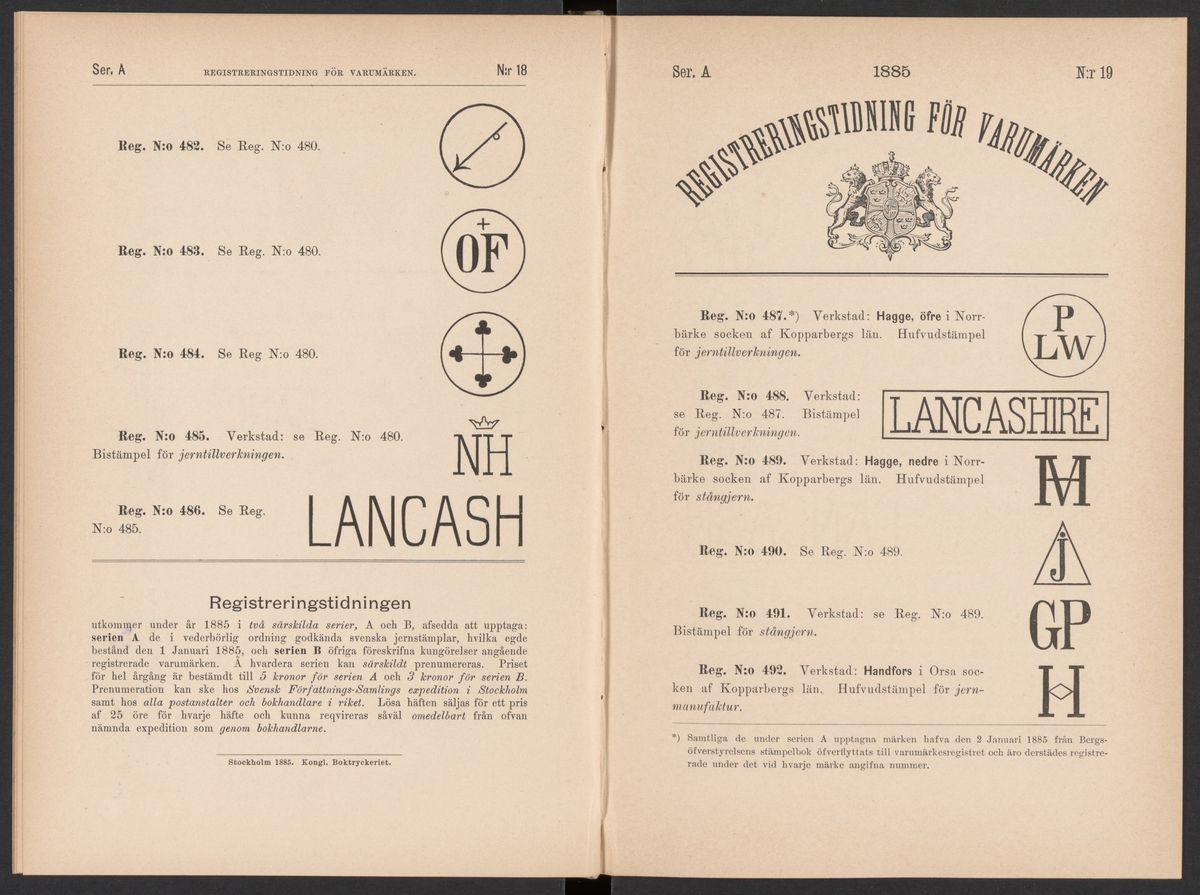 Ser. A REGISTRERINGSTIDNING FÖR VARUMÄRKEN. N:r 18
Reg. N:o 482. Se Reg. N:o 480.
Reg. N:o 483. Se Reg. N:o 480.
OF
Reg. N:o 484. Se Reg N:o 480.
Reg. N:o 485. Verkstad: se Reg. N:o 480.
Bistämpel för jerntillverkningen.
NH
Reg. N:o 486. Se Reg.
N:o 485.
LANCASH
Registreringstidningen
utkommer under år 1885 i två särskilda serier, A och B, afsedda att upptaga:
serien A de i vederbörlig ordning godkända svenska jernstämplar, hvilka egde
bestånd den 1 Januari 1885, och serien B öfriga föreskrifna kungörelser angående
registrerade varumärken. Å hvardera serien kan särskildt prenumereras. Priset
för hel årgång är bestämdt till 5 kronor för serien A och 3 kronor för serien B.
Prenumeration kan ske hos Svensk Författnings-Samlings expedition i Stockholm
samt hos alla postanstalter och bokhandlare i riket. Lösa häften säljas för ett pris
af 25 öre för hvarje häfte och kunna reqvireras såväl omedelbart från ofvan
nämnda expedition som genom bokhandlarne.
Stockholm 1885. Kongl. Boktryckeriet.
Ser. A 1885 N:r 19
REGISTRERINGSTIDNING FÖR VARUMÄRKEN
Reg. N:o 487.*) Verkstad: Hagge, öfre i Norr-
bärke socken af Kopparbergs län. Hufvudstämpel
för jerntillverkningen.
P
LW
Reg. N:o 488. Verkstad:
se Reg. N:o 487. Bistämpel
för jerntillverkningen.
LANCASHIRE
Reg. N:o 489. Verkstad: Hagge, nedre i Norr-
bärke socken af Kopparbergs län. Hufvudstämpel
för stångjern.
M
Reg. N:o 490. Se Reg. N:o 489.
j
Reg. N:o 491. Verkstad: se Reg. N:o 489.
Bistämpel för stångjern.
GP
Reg. N:o 492. Verkstad: Handfors i Orsa soc-
ken af Kopparbergs län, Hufvudstämpel för jern-
manufaktur.
H
*) Samtliga de under serien A upptagna märken hafva den 2 Januari 1885 från Bergs-
öfverstyrelsens stämpelbok öfverflyttats till varumärkesregistret och äro derstädes registre-
rade under det vid hvarje märke angifna nummer.